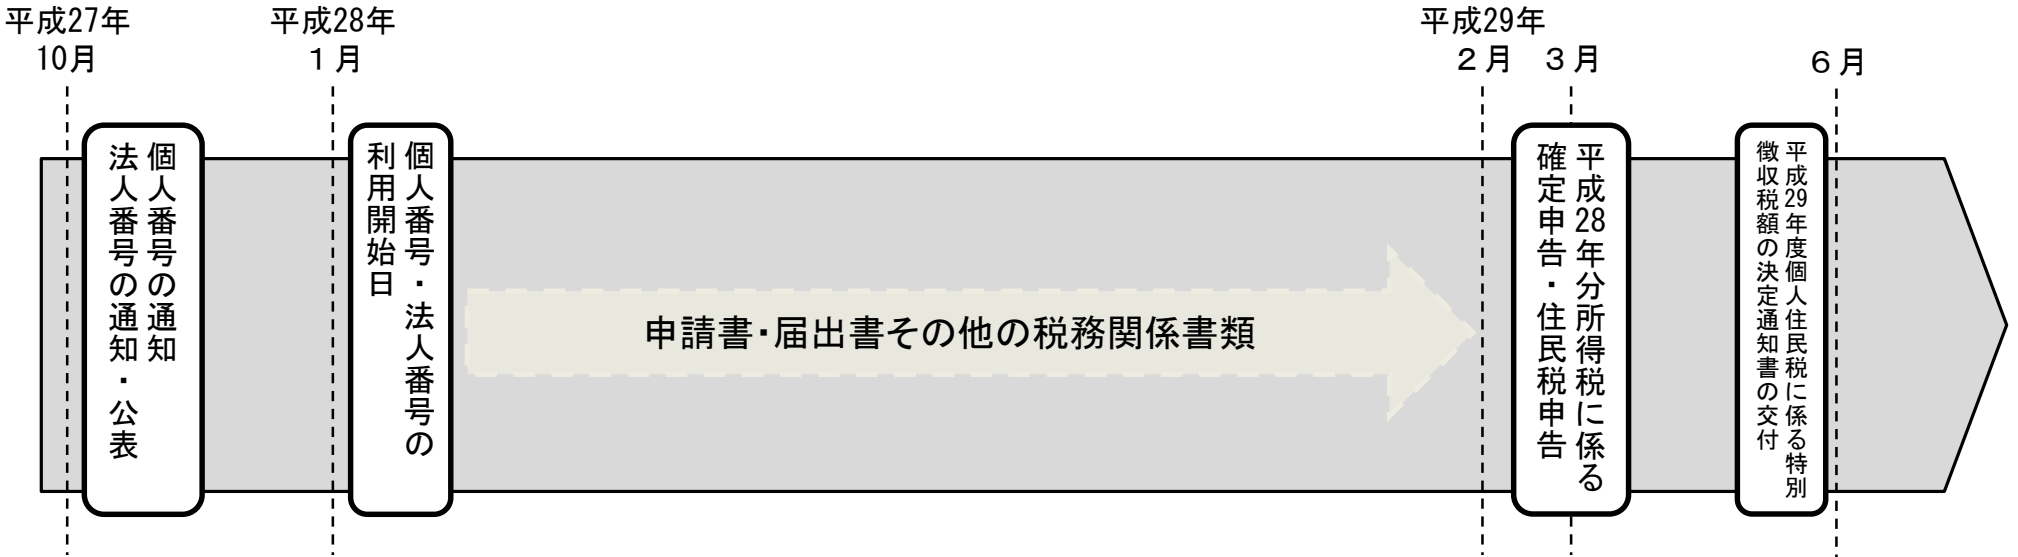 平成27年
10月
平成28年
１月
平成29年
２月
３月
６月
個人番号の通知
法人番号の通知・公表
個人番号・法人番号の
利用開始日
申請書・届出書その他の税務関係書類
平成28年分所得税に係る
確定申告・住民税申告
平成29年度個人住民税に係る特別
徴収税額の決定通知書の交付